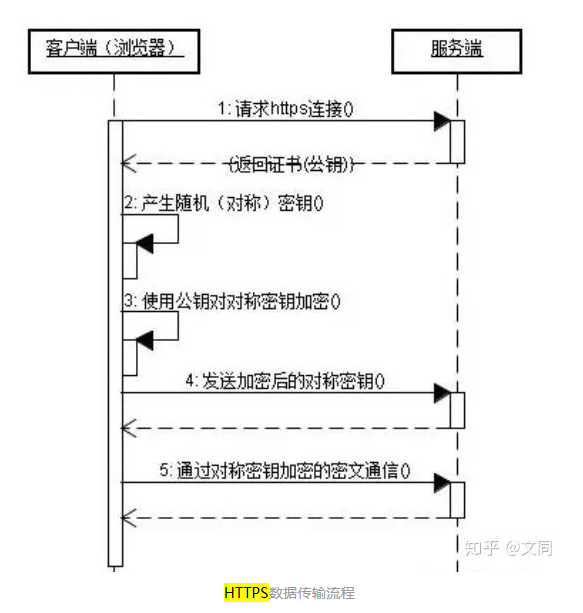 客户端（浏览器）
服务端
1: 请求https连接()
(返回证书(公钥))
2: 产生随机（对称）密钥()
3: 使用公钥对对称密钥加密()
4: 发送加密后的对称密钥()
5: 通过对称密钥加密的密文通信()
知乎 @文同
HTTPS数据传输流程